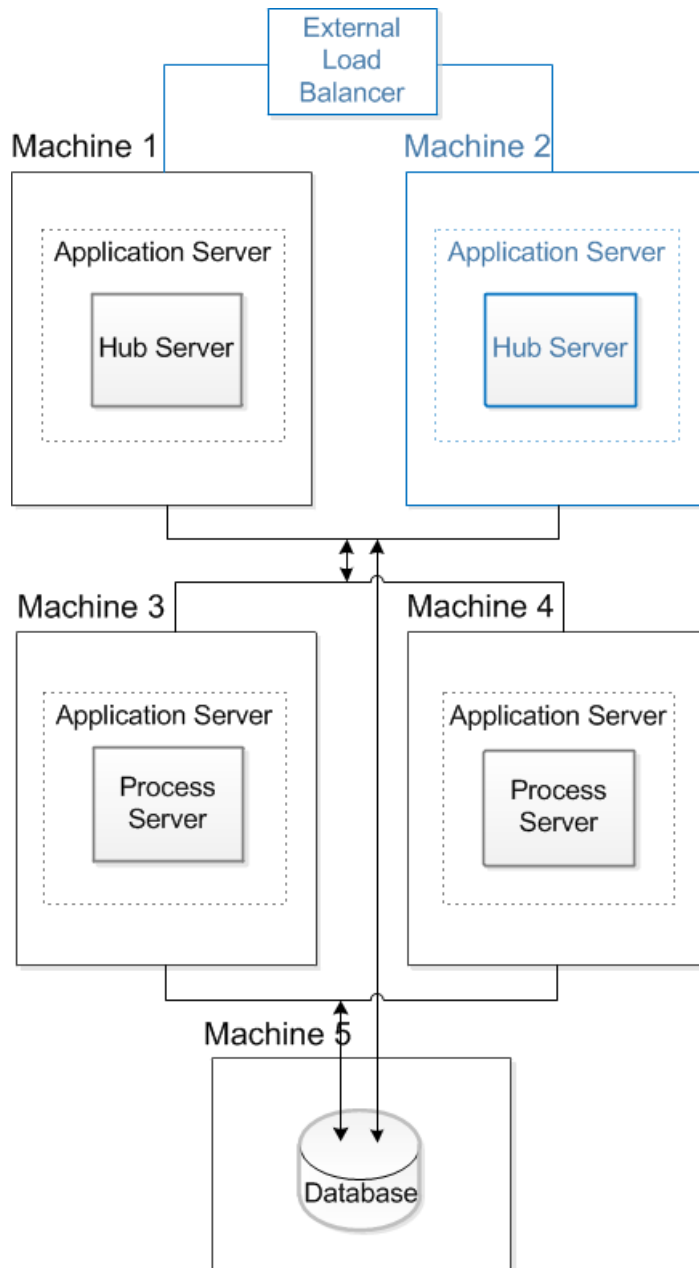 External
Load
Balancer
Machine 1
Machine 2
Application Server
Application Server
Hub Server
Hub Server
Machine 3
Machine 4
Application Server
Application Server
Process
Server
Process
Server
Machine 5
Database